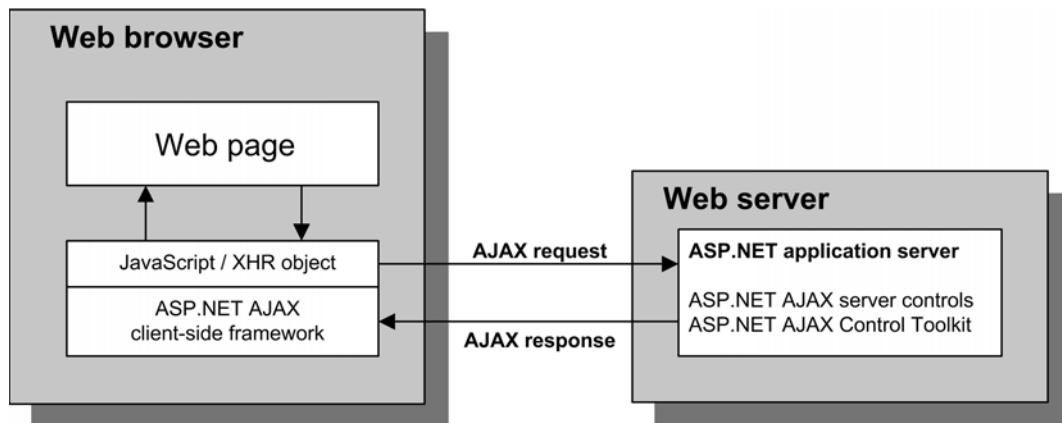 Web browser
Web page
JavaScript / XHR object
ASP.NET AJAX
client-side framework
AJAX request
AJAX response
Web server
ASP.NET application server
ASP.NET AJAX server controls
ASP.NET AJAX Control Toolkit